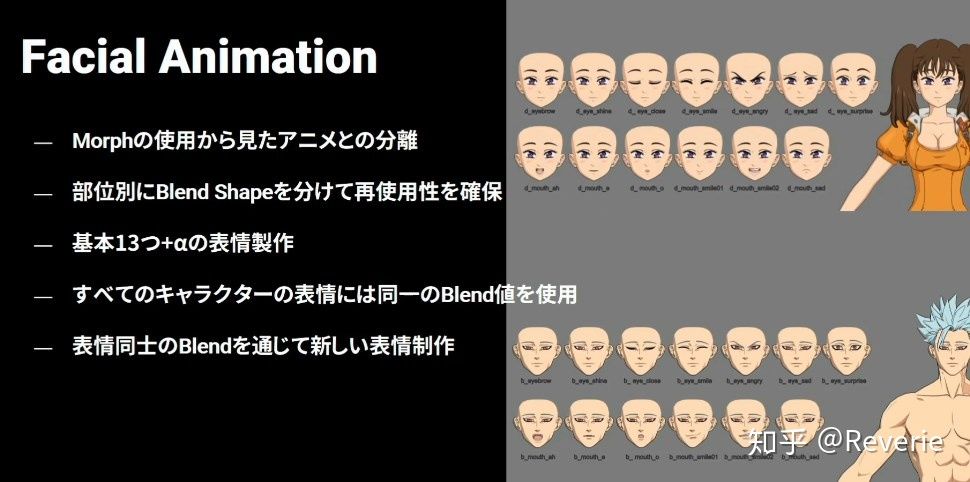 Facial Animation
— Morphの使用から見たアニメとの分離
— 部位別にBlend Shapeを分けて再使用性を確保
— 基本13つ+αの表情製作
— すべてのキャラクターの表情には同一のBlend値を使用
— 表情同士のBlendを通じて新しい表情制作
d_eyebrow d_eye_shine d_eye_close d_eye_smile d_eye_angry d_eye_sad d_eye_surprise
d_mouth_ah d_mouth_e d_mouth_o d_mouth_smile01 d_mouth_smile02 d_mouth_sad
b_eyebrow b_eye_shine b_eye_close b_eye_smile b_eye_angry b_eye_sad b_eye_surprise
b_mouth_ah b_mouth_e b_mouth_o b_mouth_smile01 b_mouth_smile02 b_mouth_sad
知乎 @Reverie